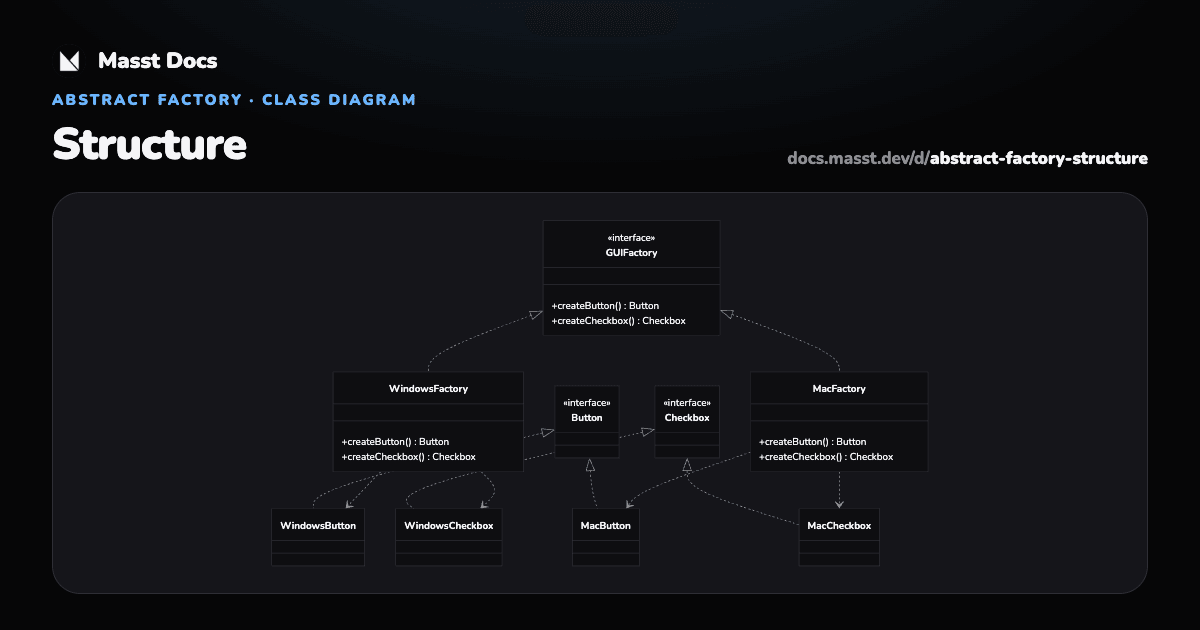 Masst Docs
ABSTRACT FACTORY · CLASS DIAGRAM
Structure
docs.masst.dev/d/abstract-factory-structure
«interface»
GUIFactory
+createButton() : Button
+createCheckbox() : Checkbox
WindowsFactory
+createButton() : Button
+createCheckbox() : Checkbox
«interface»
Button
«interface»
Checkbox
MacFactory
+createButton() : Button
+createCheckbox() : Checkbox
WindowsButton
WindowsCheckbox
MacButton
MacCheckbox